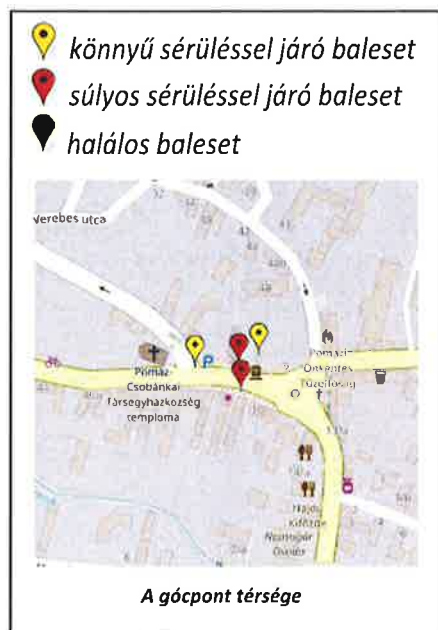 könnyű sérüléssel járó baleset
súlyos sérüléssel járó baleset
halálos baleset
Verebes utca
P
Pomáz
Csobánkai
Társegyházközség
temploma
Pomázi
Önkéntes
Tűzoltóság
A gócpont térsége